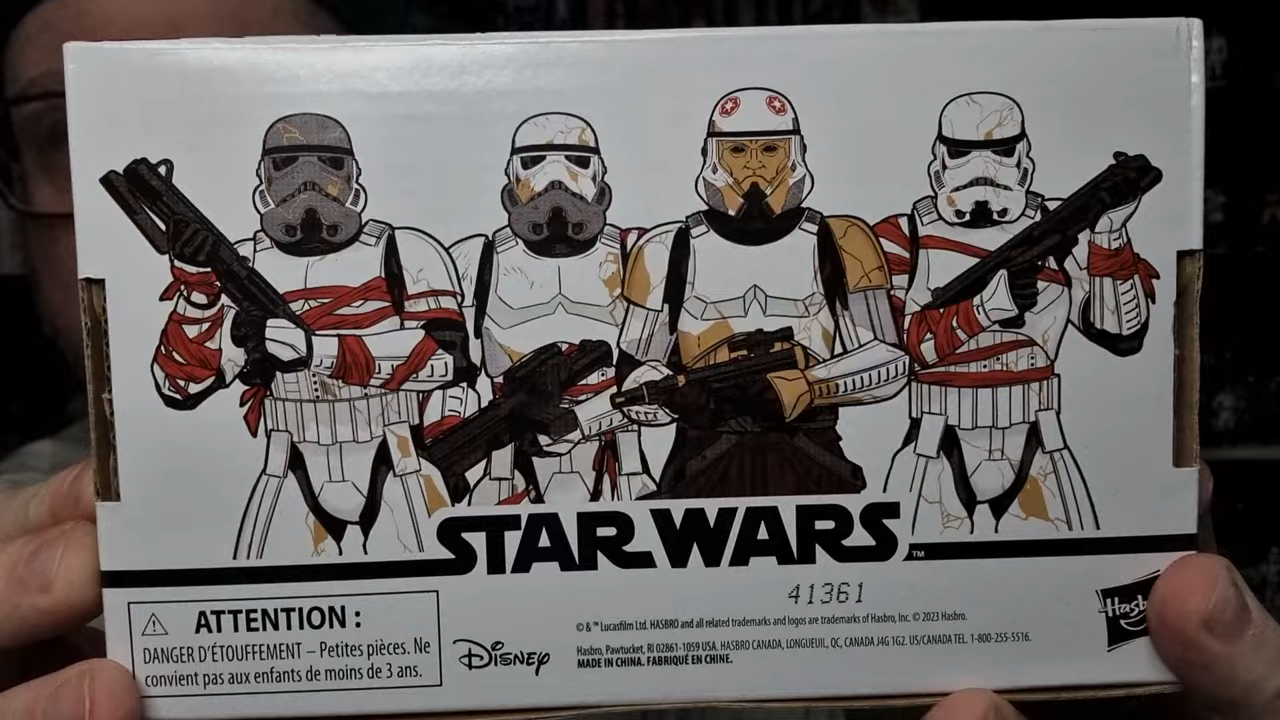 STAR WARS™
41361
⚠ ATTENTION :
DANGER D'ÉTOUFFEMENT – Petites pièces. Ne
convient pas aux enfants de moins de 3 ans.
Disney
© & ™ Lucasfilm Ltd. HASBRO and all related trademarks and logos are trademarks of Hasbro, Inc. © 2023 Hasbro.
Hasbro, Pawtucket, RI 02861-1059 USA. HASBRO CANADA, LONGUEUIL, QC, CANADA J4G 1G2. US/CANADA TEL. 1-800-255-5516.
MADE IN CHINA. FABRIQUÉ EN CHINE.